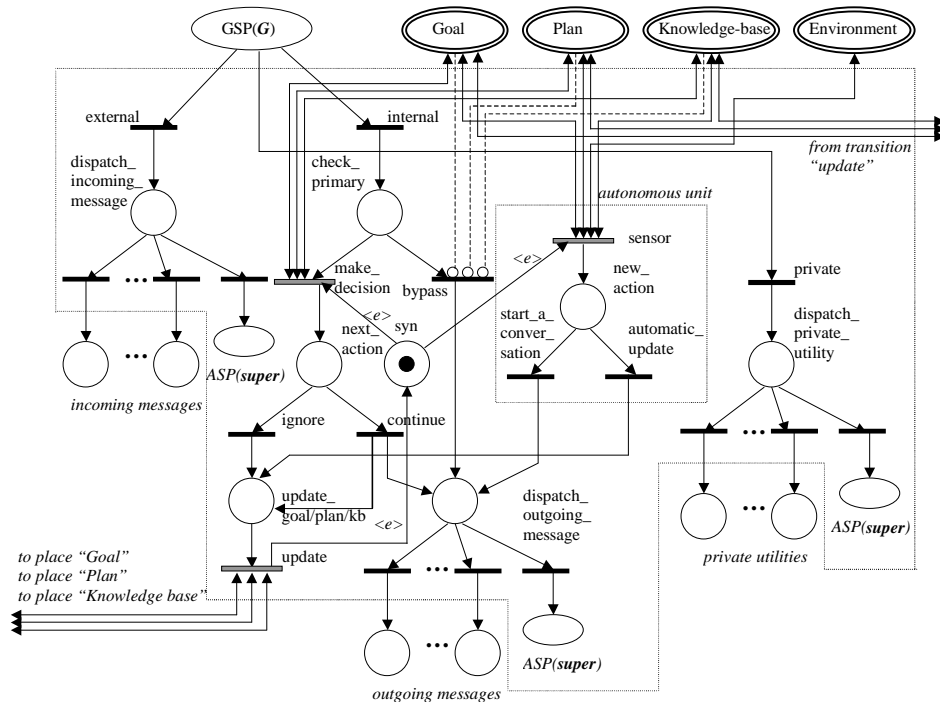 GSP(G)
Goal
Plan
Knowledge-base
Environment
external
internal
from transition
"update"
dispatch_
incoming_
message
check_
primary
autonomous unit
sensor
<e>
make_
decision
bypass
new_
action
private
•••
<e>
syn
next_
action
start_a_
conver_
sation
automatic_
update
dispatch_
private_
utility
ASP(super)
incoming messages
ignore
continue
•••
update_
goal/plan/kb
<e>
dispatch_
outgoing_
message
•••
ASP(super)
private utilities
to place "Goal"
to place "Plan"
to place "Knowledge base"
update
•••
•••
ASP(super)
outgoing messages